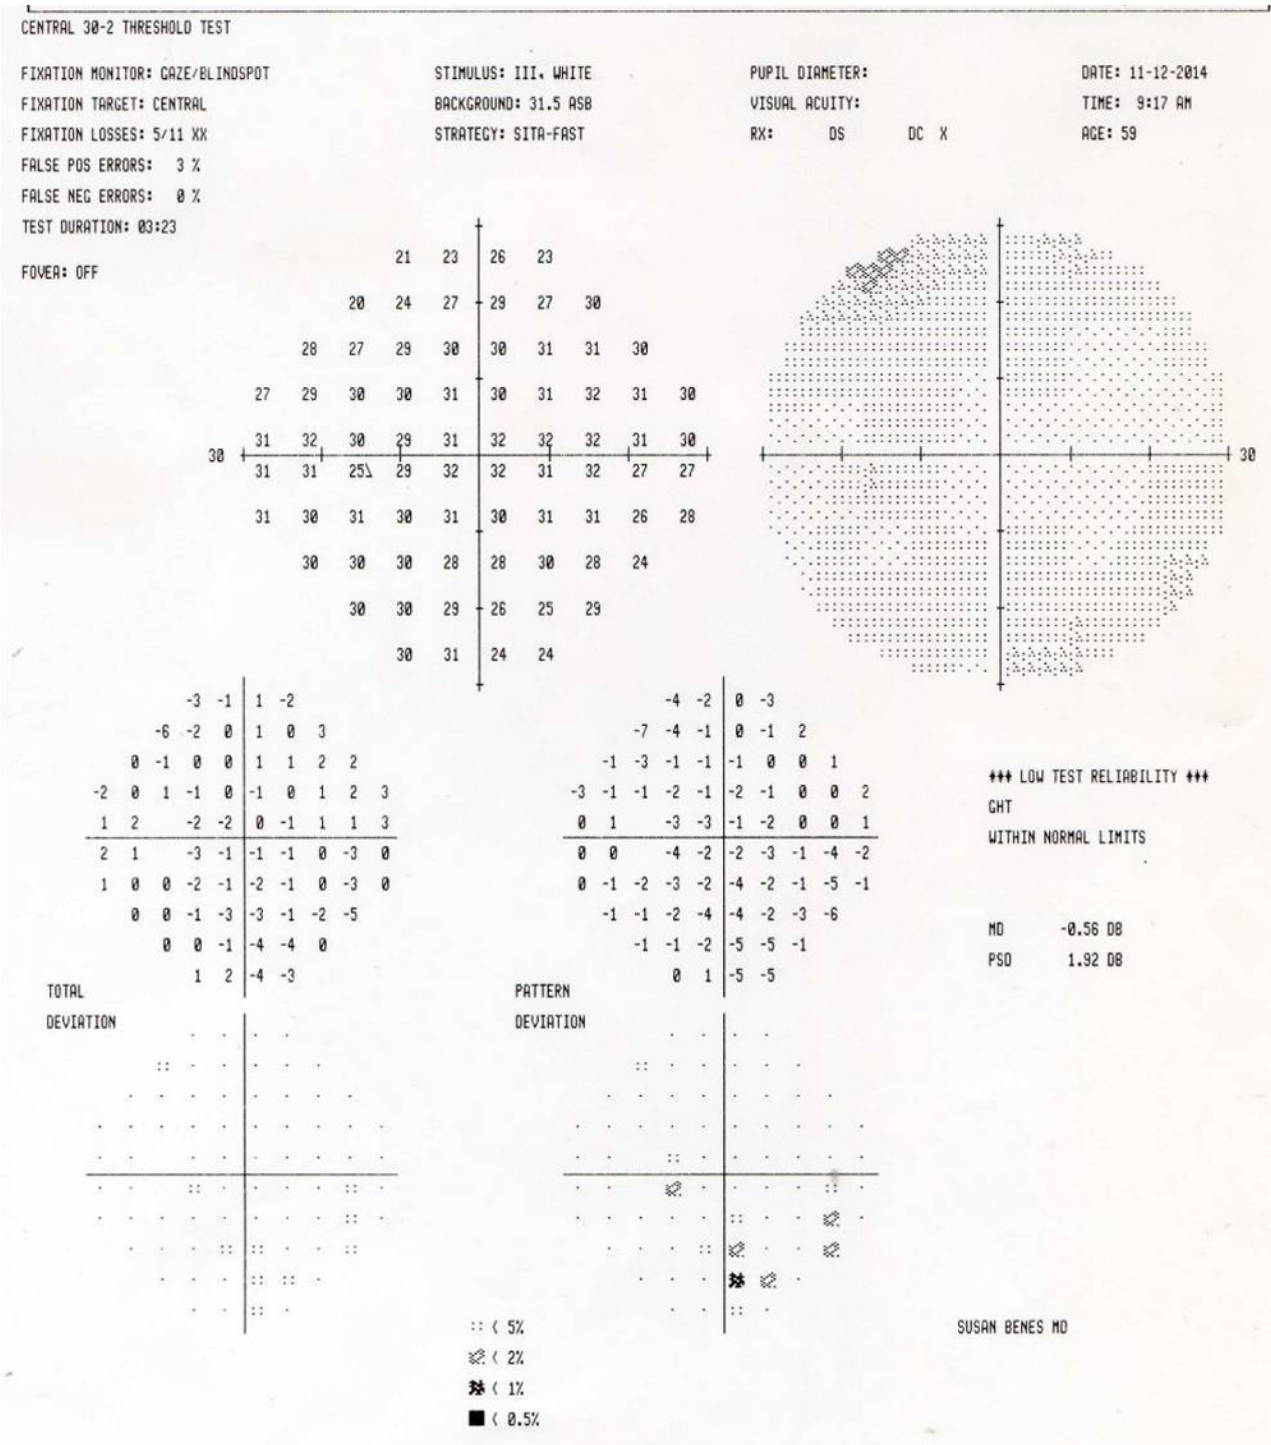 CENTRAL 30-2 THRESHOLD TEST
FIXATION MONITOR: GAZE/BLINDSPOT
FIXATION TARGET: CENTRAL
FIXATION LOSSES: 5/11 XX
FALSE POS ERRORS: 3 %
FALSE NEG ERRORS: 0 %
TEST DURATION: 03:23
FOVEA: OFF
STIMULUS: III, WHITE
BACKGROUND: 31.5 ASB
STRATEGY: SITA-FAST
PUPIL DIAMETER:
VISUAL ACUITY:
RX: DS DC X
DATE: 11-12-2014
TIME: 9:17 AM
AGE: 59
21 23 26 23
20 24 27 29 27 30
28 27 29 30 30 31 31 30
27 29 30 30 31 30 31 32 31 30
31 32 30 29 31 32 32 32 31 30
30
31 31 25 29 32 32 31 32 27 27
31 30 31 30 31 30 31 31 26 28
30 30 30 28 28 30 28 24
30 30 29 26 25 29
30 31 24 24
30
-3 -1 1 -2
-6 -2 0 1 0 3
0 -1 0 0 1 1 2 2
-2 0 1 -1 0 -1 0 1 2 3
1 2 -2 -2 0 -1 1 1 3
2 1 -3 -1 -1 -1 0 -3 0
1 0 0 -2 -1 -2 -1 0 -3 0
0 0 -1 -3 -3 -1 -2 -5
0 0 -1 -4 -4 0
1 2 -4 -3
TOTAL
DEVIATION
-4 -2 0 -3
-7 -4 -1 0 -1 2
-1 -3 -1 -1 -1 0 0 1
-3 -1 -1 -2 -1 -2 -1 0 0 2
0 1 -3 -3 -1 -2 0 0 1
0 0 -4 -2 -2 -3 -1 -4 -2
0 -1 -2 -3 -2 -4 -2 -1 -5 -1
-1 -1 -2 -4 -4 -2 -3 -6
-1 -1 -2 -5 -5 -1
0 1 -5 -5
PATTERN
DEVIATION
*** LOW TEST RELIABILITY ***
GHT
WITHIN NORMAL LIMITS
MD -0.56 DB
PSD 1.92 DB
< 5%
< 2%
< 1%
< 0.5%
SUSAN BENES MD